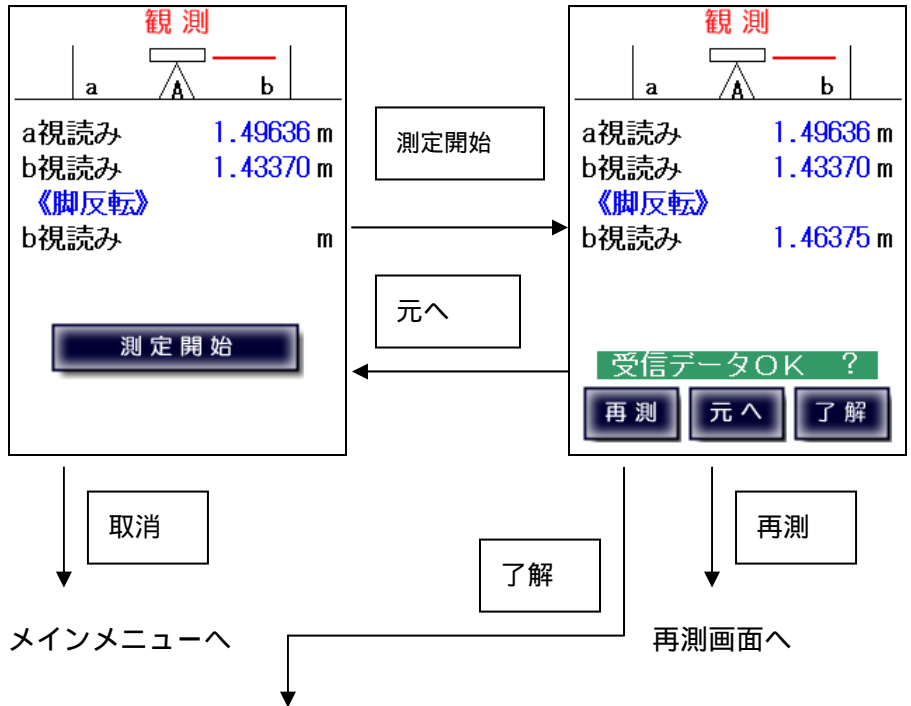 観測
a A b
a視読み 1.49636 m
b視読み 1.43370 m
《脚反転》
b視読み m
測定開始
測定開始
元へ
観測
a A b
a視読み 1.49636 m
b視読み 1.43370 m
《脚反転》
b視読み 1.46375 m
受信データOK ?
再測 元へ 了解
取消
了解
再測
メインメニューへ
再測画面へ